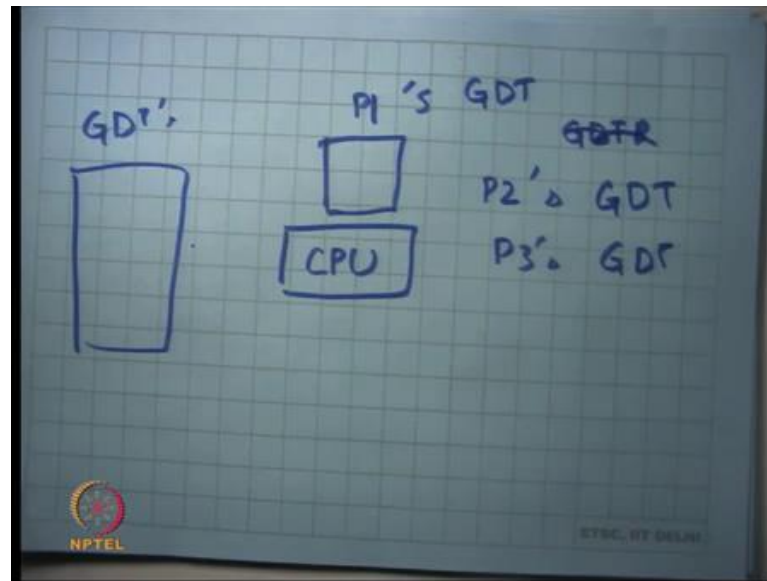 GDT's
P1's GDT
GDTR
P2's GDT
P3's GDT
CPU
NPTEL
ETSC, IIT DELHI